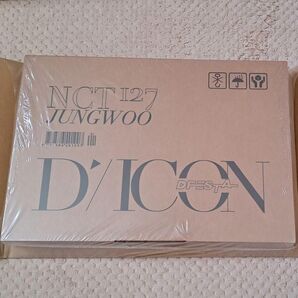 NCT 127
JUNGWOO
D'/ICON
DFESTA